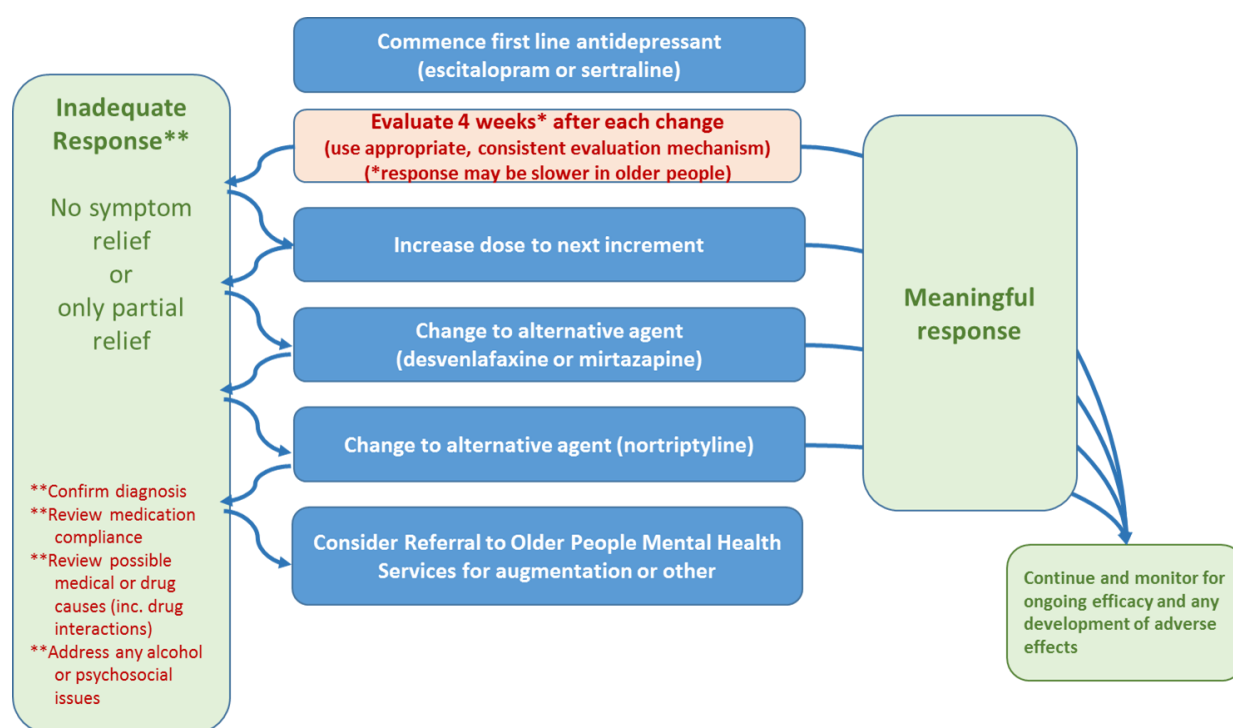 Commence first line antidepressant
(escitalopram or sertraline)
Inadequate
Response**
No symptom
relief
or
only partial
relief
**Confirm diagnosis
**Review medication
compliance
**Review possible
medical or drug
causes (inc. drug
interactions)
**Address any alcohol
or psychosocial
issues
Evaluate 4 weeks* after each change
(use appropriate, consistent evaluation mechanism)
(*response may be slower in older people)
Increase dose to next increment
Change to alternative agent
(desvenlafaxine or mirtazapine)
Change to alternative agent (nortriptyline)
Consider Referral to Older People Mental Health
Services for augmentation or other
Meaningful
response
Continue and monitor for
ongoing efficacy and any
development of adverse
effects